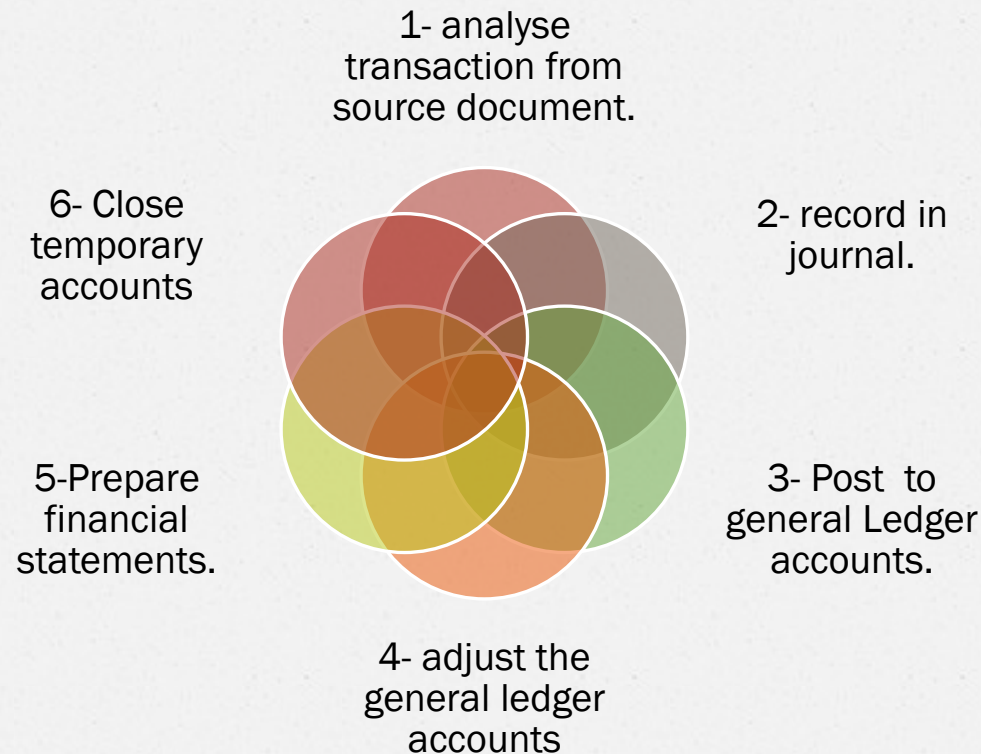 1- analyse
transaction from
source document.
2- record in
journal.
3- Post  to
general Ledger
accounts.
4- adjust the
general ledger
accounts
5-Prepare
financial
statements.
6- Close
temporary
accounts